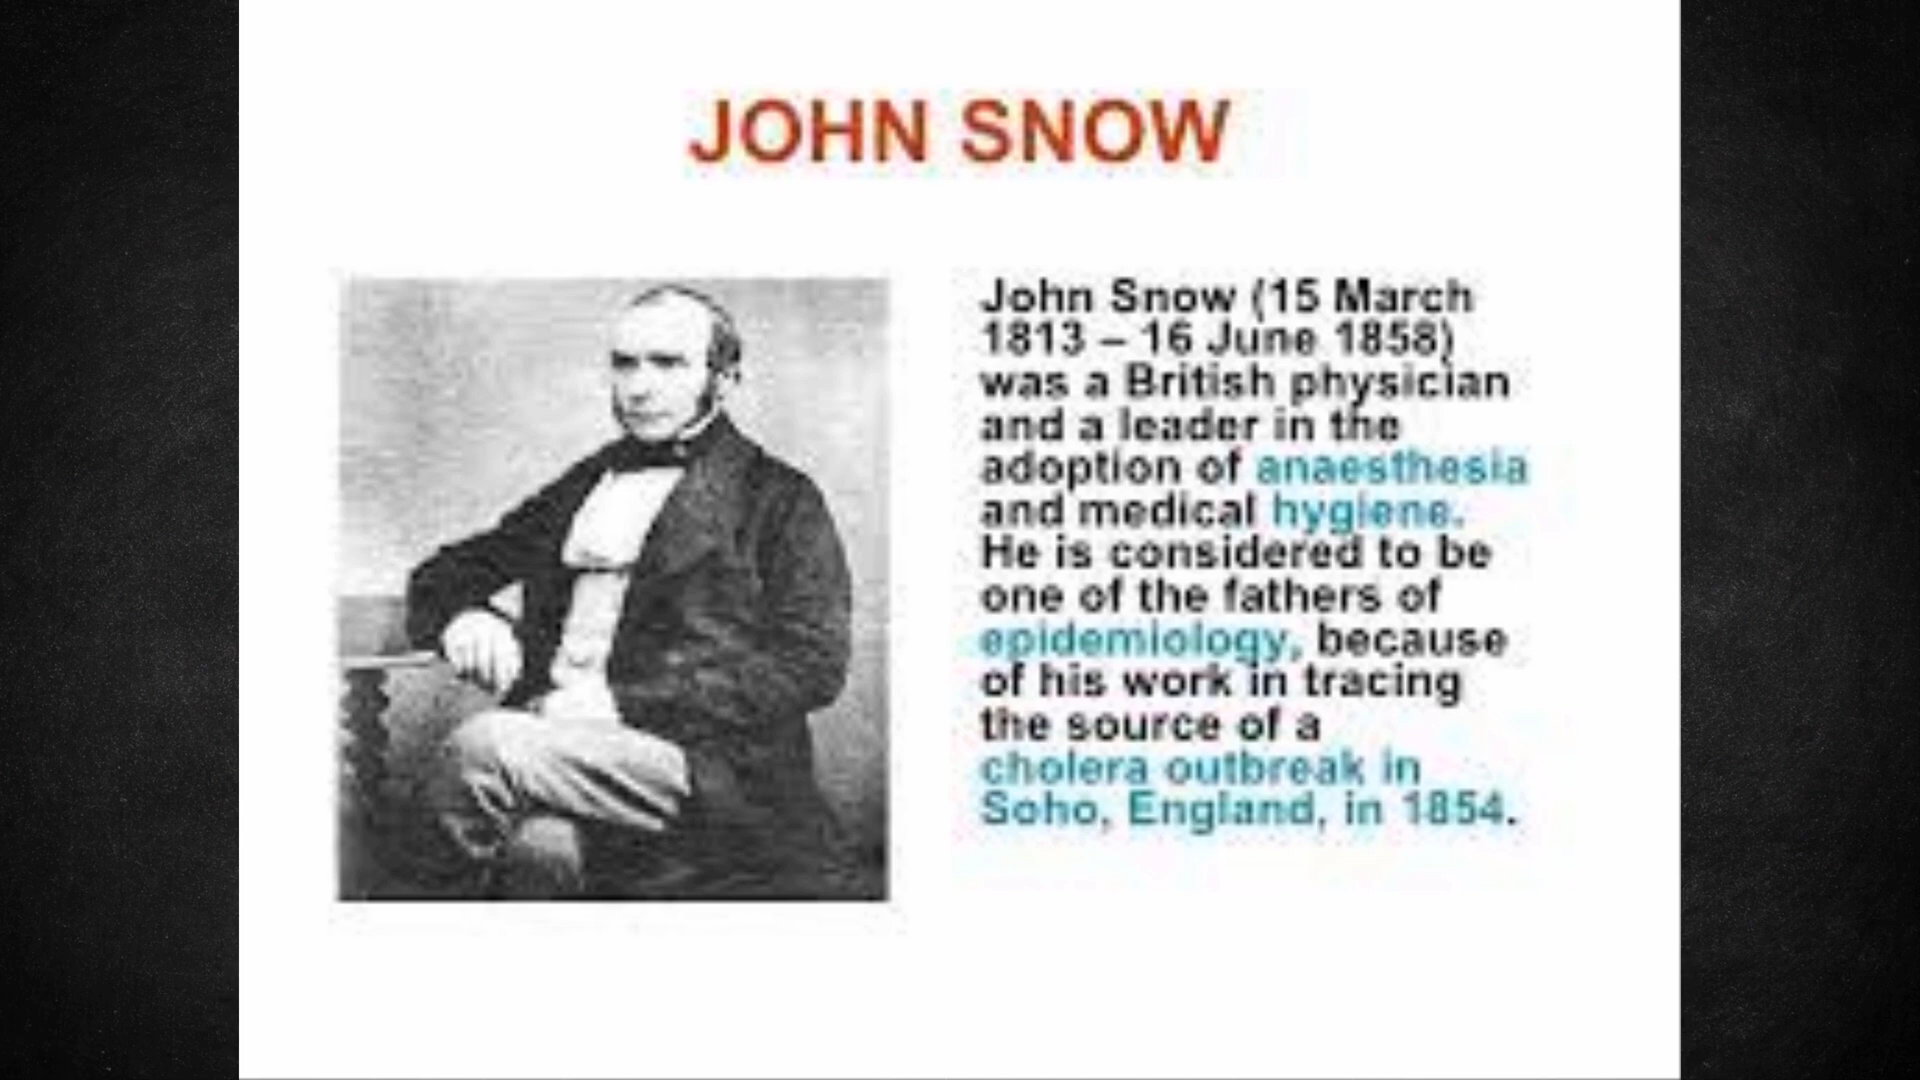 JOHN SNOW
John Snow (15 March
1813 – 16 June 1858)
was a British physician
and a leader in the
adoption of anaesthesia
and medical hygiene.
He is considered to be
one of the fathers of
epidemiology, because
of his work in tracing
the source of a
cholera outbreak in
Soho, England, in 1854.